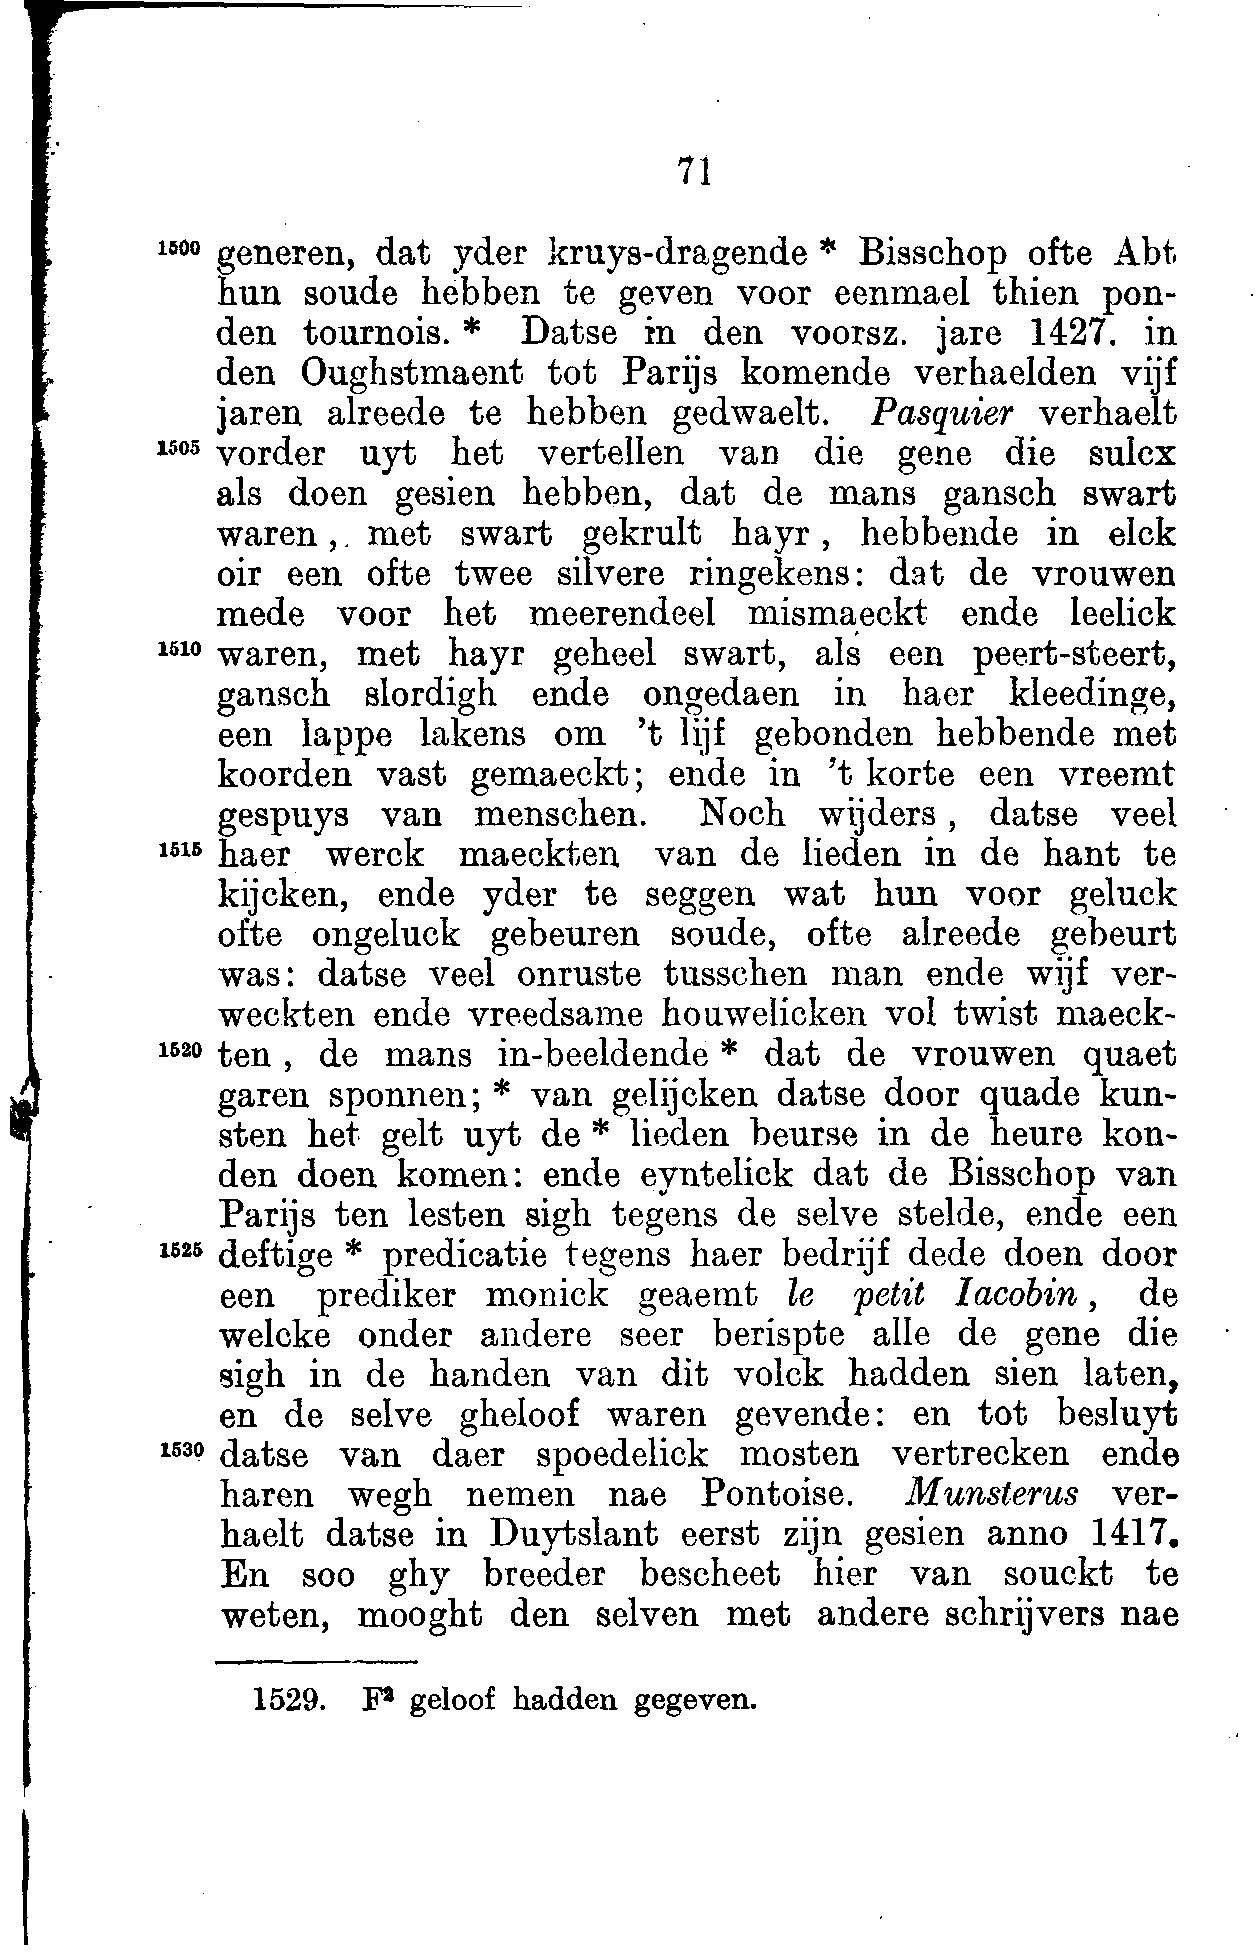 71
1500 generen, dat yder kruys-dragende * Bisschop ofte Abt
hun soude hebben te geven voor eenmael thien pon-
den tournois. * Datse in den voorsz. jare 1427. in
den Oughstmaent tot Parijs komende verhaelden vijf
jaren alreede te hebben gedwaelt. Pasquier verhaelt
1505 vorder uyt het vertellen van die gene die sulcx
als doen gesien hebben, dat de mans gansch swart
waren, met swart gekrult hayr, hebbende in elck
oir een ofte twee silvere ringekens: dat de vrouwen
mede voor het meerendeel mismaeckt ende leelick
1510 waren, met hayr geheel swart, als een peert-steert,
gansch slordigh ende ongedaen in haer kleedinge,
een lappe lakens om 't lijf gebonden hebbende met
koorden vast gemaeckt; ende in 't korte een vreemt
gespuys van menschen. Noch wijders, datse veel
1515 haer werck maeckten van de lieden in de hant te
kijcken, ende yder te seggen wat hun voor geluck
ofte ongeluck gebeuren soude, ofte alreede gebeurt
was: datse veel onruste tusschen man ende wijf ver-
weckten ende vreedsame houwelicken vol twist maeck-
1520 ten, de mans in-beeldende * dat de vrouwen quaet
garen sponnen; * van gelijcken datse door quade kun-
sten het gelt uyt de * lieden beurse in de heure kon-
den doen komen: ende eyntelick dat de Bisschop van
Parijs ten lesten sigh tegens de selve stelde, ende een
1525 deftige * predicatie tegens haer bedrijf dede doen door
een prediker monick geaemt le petit Iacobin, de
welcke onder andere seer berispte alle de gene die
sigh in de handen van dit volck hadden sien laten,
en de selve gheloof waren gevende: en tot besluyt
1530 datse van daer spoedelick mosten vertrecken ende
haren wegh nemen nae Pontoise. Munsterus ver-
haelt datse in Duytslant eerst zijn gesien anno 1417.
En soo ghy breeder bescheet hier van souckt te
weten, mooght den selven met andere schrijvers nae
1529. F² geloof hadden gegeven.